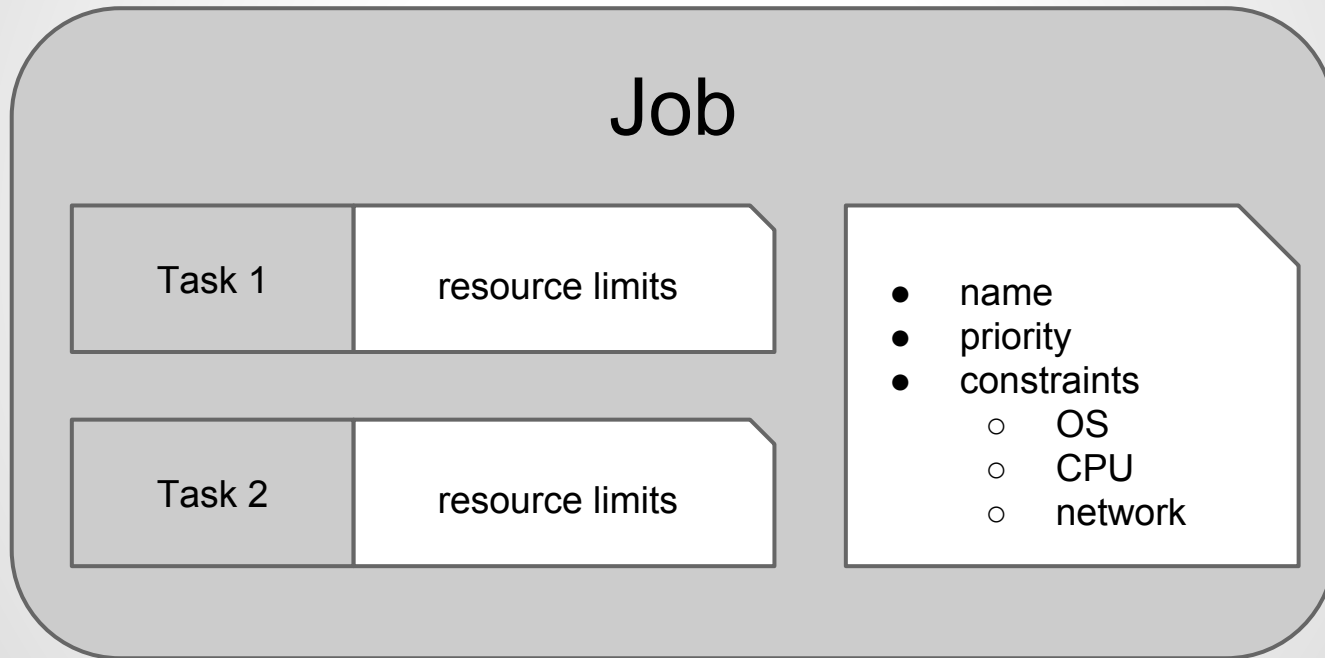 Job
Task 1
resource limits
Task 2
resource limits
● name
● priority
● constraints
○ OS
○ CPU
○ network